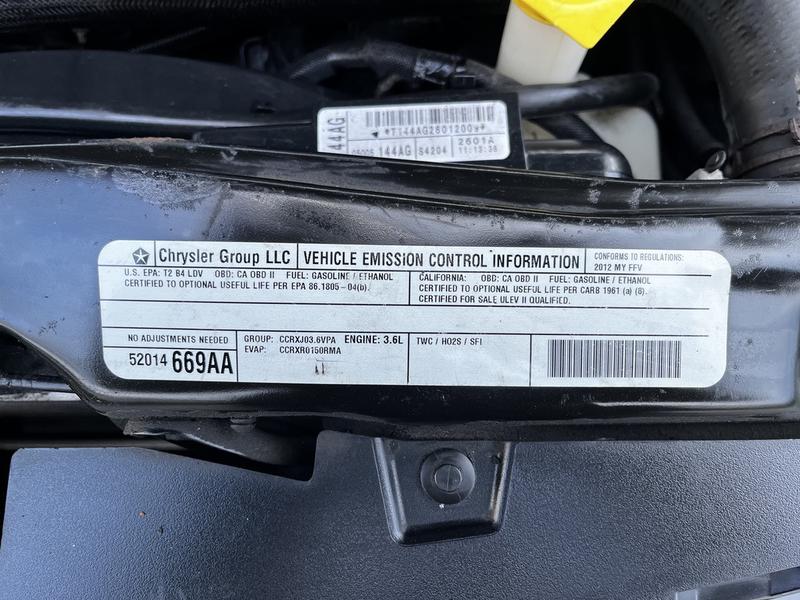 44AG-
*T144AG2601200*
144AG S4204 2601A 11:13:38
Chrysler Group LLC VEHICLE EMISSION CONTROL INFORMATION CONFORMS TO REGULATIONS:
2012 MY FFV
U.S. EPA: T2 B4 LDV OBD: CA OBD II FUEL: GASOLINE / ETHANOL
CERTIFIED TO OPTIONAL USEFUL LIFE PER EPA 86.1805-04(b).
CALIFORNIA: OBD: CA OBD II FUEL: GASOLINE / ETHANOL
CERTIFIED TO OPTIONAL USEFUL LIFE PER CARB 1961 (a) (8).
CERTIFIED FOR SALE ULEV II QUALIFIED.
NO ADJUSTMENTS NEEDED
52014 669AA
GROUP: CCRXJ03.6VPA ENGINE: 3.6L
EVAP: CCRXR0150RMA
TWC / HO2S / SFI